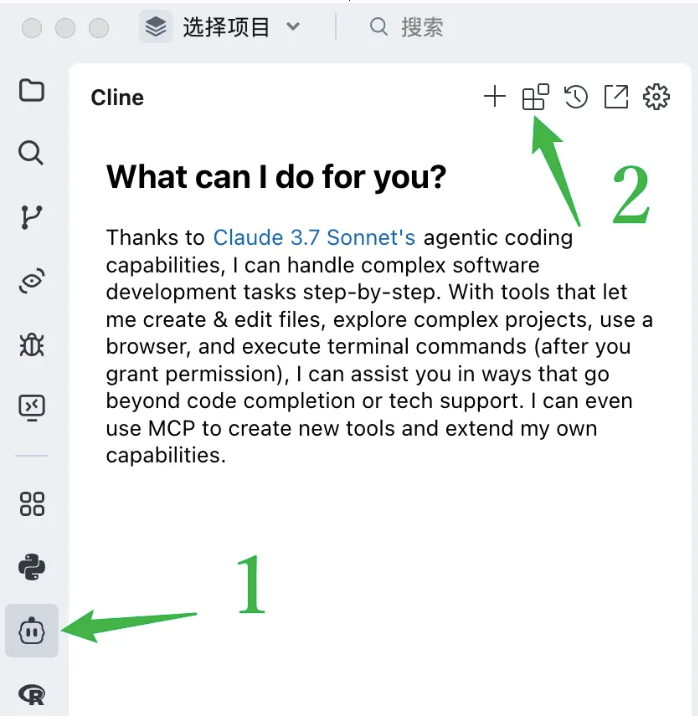 选择项目
搜索
Cline
What can I do for you?
2
Thanks to Claude 3.7 Sonnet's agentic coding
capabilities, I can handle complex software
development tasks step-by-step. With tools that let
me create & edit files, explore complex projects, use a
browser, and execute terminal commands (after you
grant permission), I can assist you in ways that go
beyond code completion or tech support. I can even
use MCP to create new tools and extend my own
capabilities.
1
R